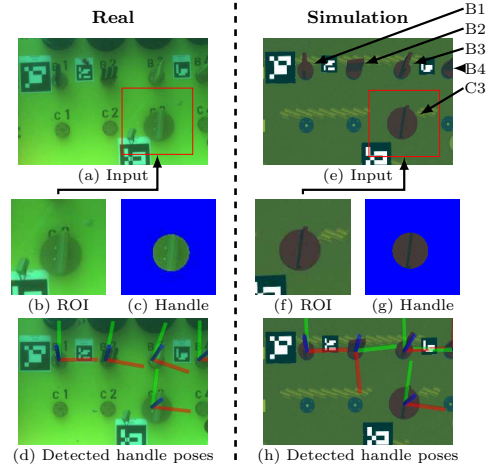 Real
Simulation
B1
B2
B3
B4
C3
c1
c2
(a) Input
(e) Input
(b) ROI
(c) Handle
(f) ROI
(g) Handle
c1
c2
(d) Detected handle poses
(h) Detected handle poses